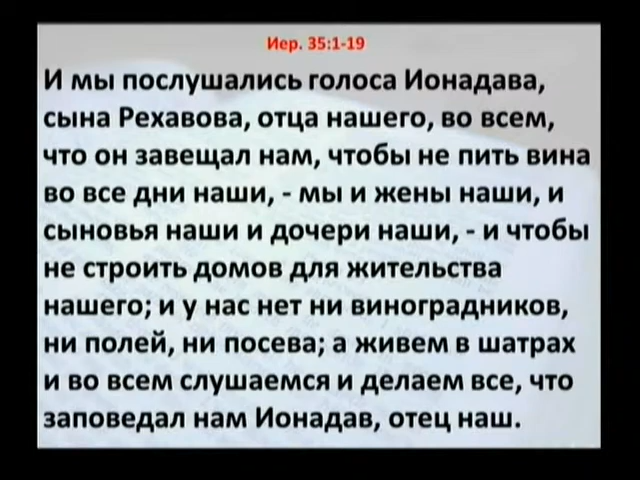 Иер. 35:1-19
И мы послушались голоса Ионадава,
сына Рехавова, отца нашего, во всем,
что он завещал нам, чтобы не пить вина
во все дни наши, - мы и жены наши, и
сыновья наши и дочери наши, - и чтобы
не строить домов для жительства
нашего; и у нас нет ни виноградников,
ни полей, ни посева; а живем в шатрах
и во всем слушаемся и делаем все, что
заповедал нам Ионадав, отец наш.